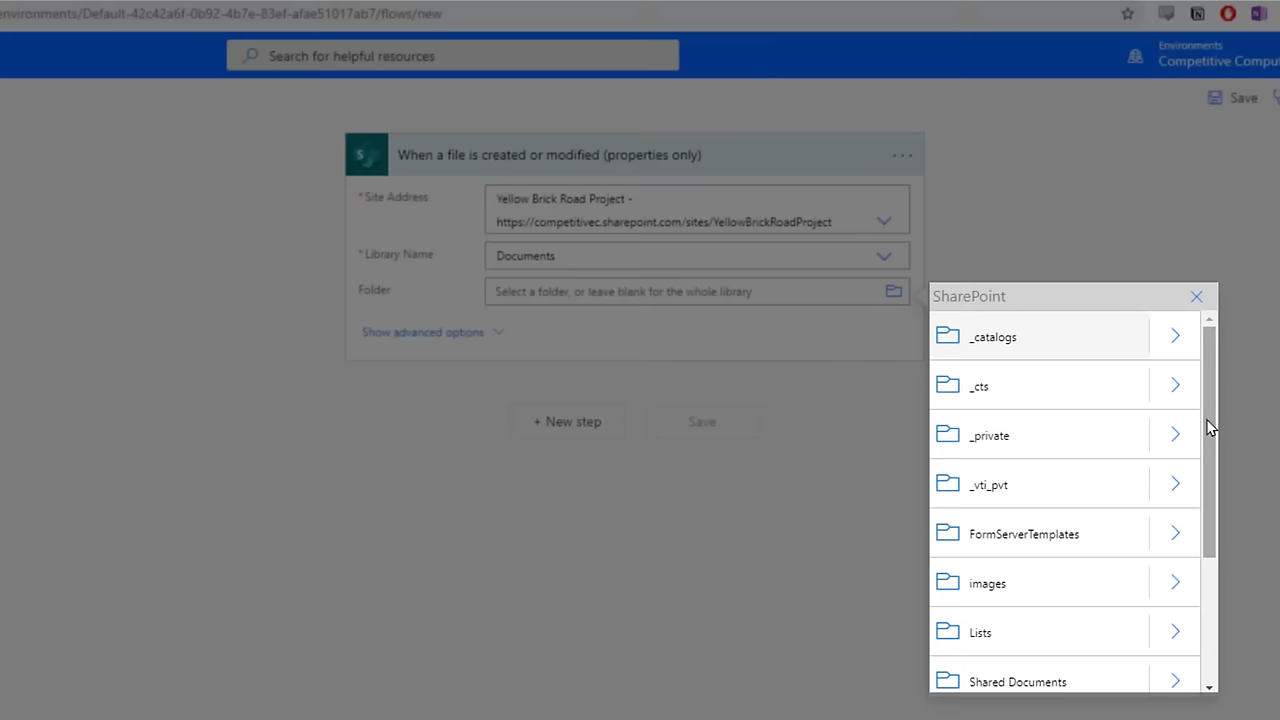 environments/Default-42c42a6f-0b92-4b7e-83ef-afae51017ab7/flows/new
Search for helpful resources
Environments
Competitive Compu
Save
When a file is created or modified (properties only)
* Site Address
Yellow Brick Road Project -
https://competitivec.sharepoint.com/sites/YellowBrickRoadProject
* Library Name
Documents
Folder
Select a folder, or leave blank for the whole library
Show advanced options
+ New step
Save
SharePoint
_catalogs
_cts
_private
_vti_pvt
FormServerTemplates
images
Lists
Shared Documents